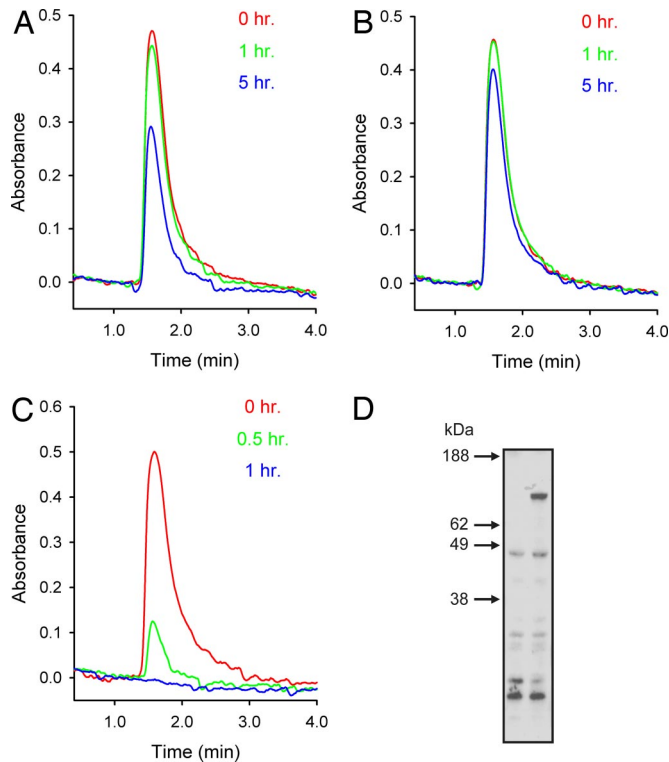 A
0 hr.
1 hr.
5 hr.
0.5
0.4
0.3
0.2
0.1
0.0
Absorbance
1.0 2.0 3.0 4.0
Time (min)
B
0 hr.
1 hr.
5 hr.
0.5
0.4
0.3
0.2
0.1
0.0
Absorbance
1.0 2.0 3.0 4.0
Time (min)
C
0 hr.
0.5 hr.
1 hr.
0.6
0.5
0.4
0.3
0.2
0.1
0.0
Absorbance
1.0 2.0 3.0 4.0
Time (min)
D
kDa
188
62
49
38